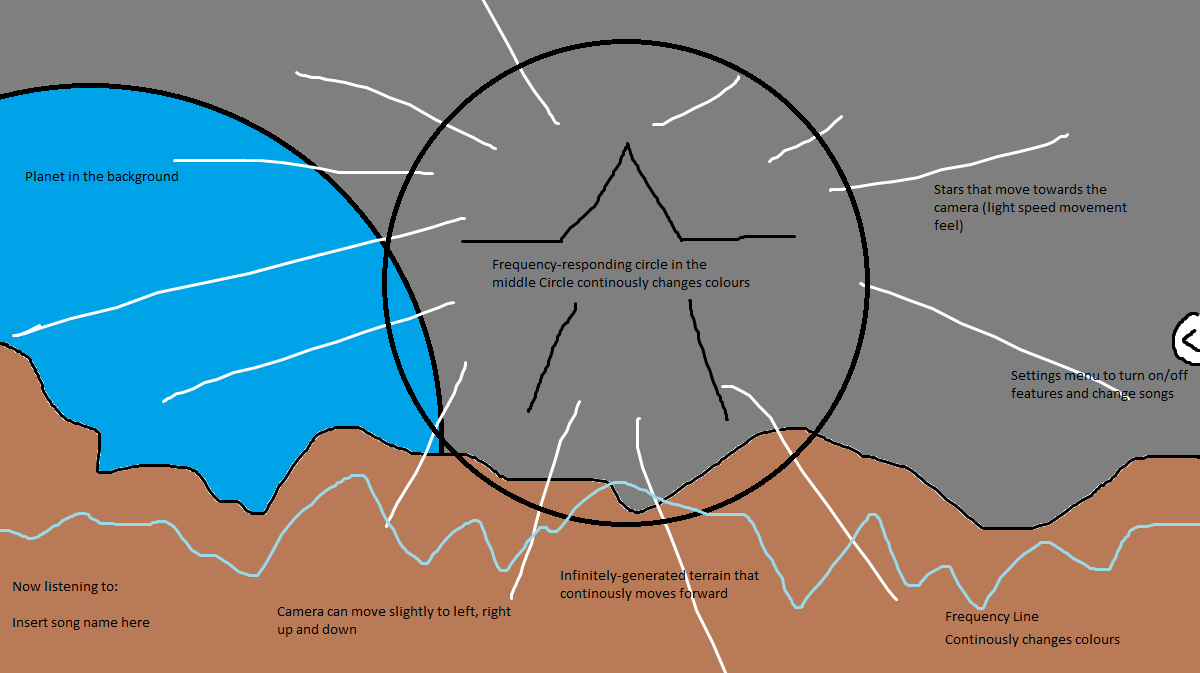 Planet in the background
Stars that move towards the
camera (light speed movement
feel)
Frequency-responding circle in the
middle Circle continously changes colours
Settings menu to turn on/off
features and change songs
Now listening to:
Insert song name here
Camera can move slightly to left, right
up and down
Infinitely-generated terrain that
continously moves forward
Frequency Line
Continously changes colours